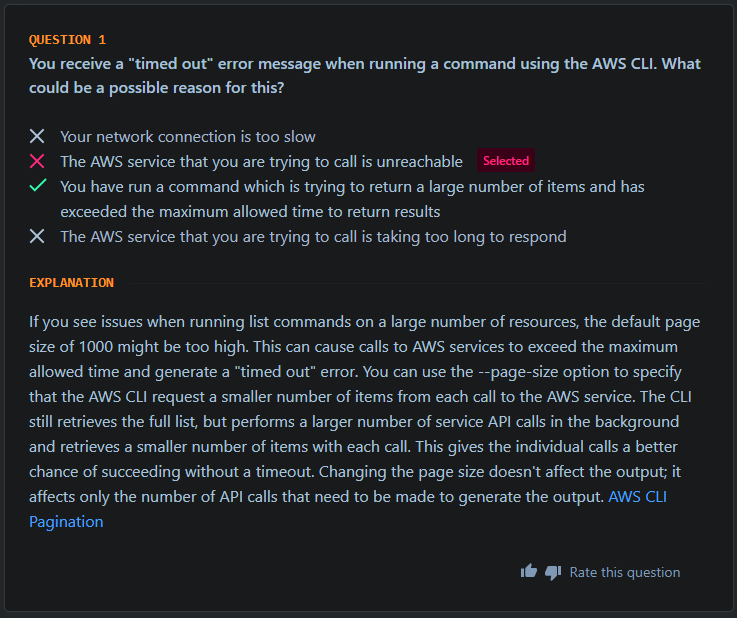 QUESTION 1
You receive a "timed out" error message when running a command using the AWS CLI. What
could be a possible reason for this?
Your network connection is too slow
The AWS service that you are trying to call is unreachable Selected
You have run a command which is trying to return a large number of items and has
exceeded the maximum allowed time to return results
The AWS service that you are trying to call is taking too long to respond
EXPLANATION
If you see issues when running list commands on a large number of resources, the default page
size of 1000 might be too high. This can cause calls to AWS services to exceed the maximum
allowed time and generate a "timed out" error. You can use the --page-size option to specify
that the AWS CLI request a smaller number of items from each call to the AWS service. The CLI
still retrieves the full list, but performs a larger number of service API calls in the background
and retrieves a smaller number of items with each call. This gives the individual calls a better
chance of succeeding without a timeout. Changing the page size doesn't affect the output; it
affects only the number of API calls that need to be made to generate the output. AWS CLI
Pagination
Rate this question